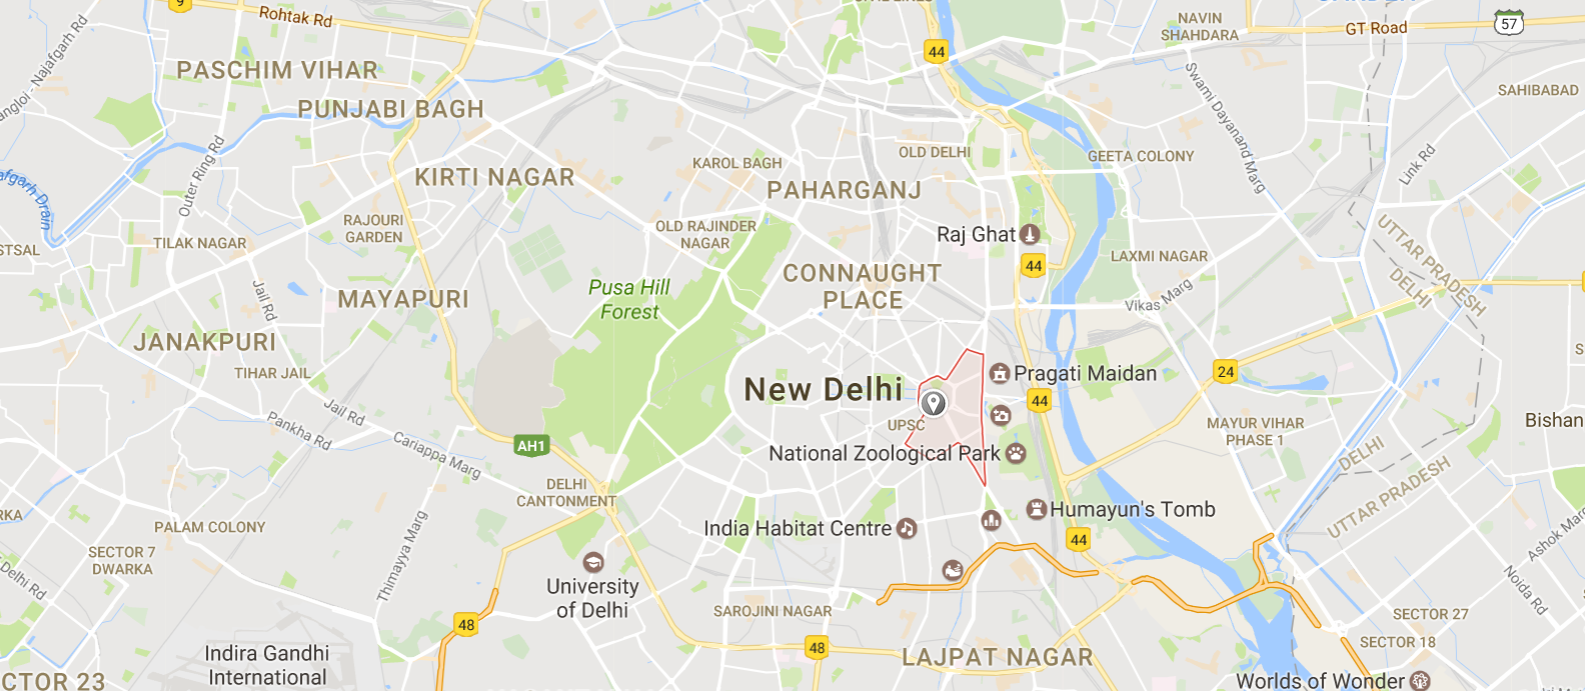 9
Rohtak Rd
44
NAVIN
SHAHDARA
GT Road
57
PASCHIM VIHAR
PUNJABI BAGH
SAHIBABAD
Outer Ring Rd
Swami Dayanand Marg
Link Rd
KAROL BAGH
OLD DELHI
GEETA COLONY
KIRTI NAGAR
PAHARGANJ
RAJOURI
GARDEN
TILAK NAGAR
OLD RAJINDER
NAGAR
Raj Ghat
44
LAXMI NAGAR
UTTAR PRADESH
DELHI
CONNAUGHT
PLACE
Pusa Hill
Forest
MAYAPURI
Jail Rd
Vikas Marg
JANAKPURI
TIHAR JAIL
New Delhi
Pragati Maidan
24
44
Jail Rd
Pankha Rd
Cariappa Marg
UPSC
MAYUR VIHAR
PHASE 1
Bishan
AH1
National Zoological Park
DELHI
UTTAR PRADESH
DELHI
CANTONMENT
PALAM COLONY
India Habitat Centre
Humayun's Tomb
44
Thimayya Marg
SECTOR 7
DWARKA
Delhi Rd
Ashok Marg
Noida Rd
University
of Delhi
SAROJINI NAGAR
SECTOR 27
SECTOR 18
48
48
Indira Gandhi
International
LAJPAT NAGAR
CTOR 23
Worlds of Wonder